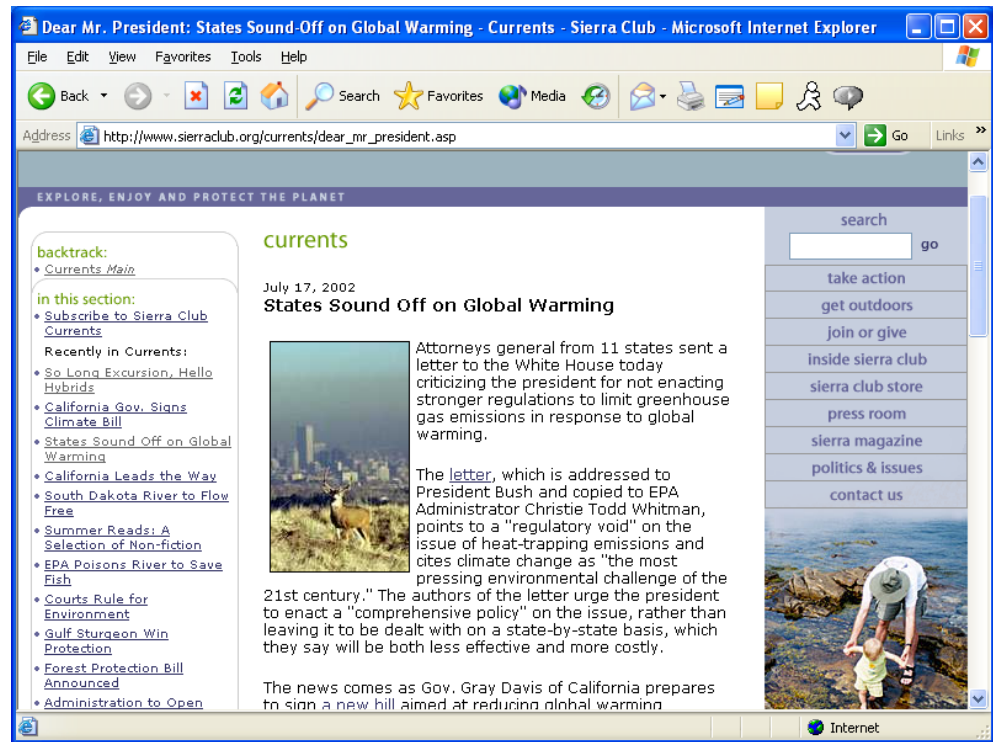 Dear Mr. President: States Sound-Off on Global Warming - Currents - Sierra Club - Microsoft Internet Explorer
File Edit View Favorites Tools Help
Back Search Favorites Media
Address http://www.sierraclub.org/currents/dear_mr_president.asp Go Links »
EXPLORE, ENJOY AND PROTECT THE PLANET
backtrack:
• Currents Main
in this section:
• Subscribe to Sierra Club
Currents
Recently in Currents:
• So Long Excursion, Hello
Hybrids
• California Gov. Signs
Climate Bill
• States Sound Off on Global
Warming
• California Leads the Way
• South Dakota River to Flow
Free
• Summer Reads: A
Selection of Non-fiction
• EPA Poisons River to Save
Fish
• Courts Rule for
Environment
• Gulf Sturgeon Win
Protection
• Forest Protection Bill
Announced
• Administration to Open
currents
July 17, 2002
States Sound Off on Global Warming
Attorneys general from 11 states sent a
letter to the White House today
criticizing the president for not enacting
stronger regulations to limit greenhouse
gas emissions in response to global
warming.
The letter, which is addressed to
President Bush and copied to EPA
Administrator Christie Todd Whitman,
points to a "regulatory void" on the
issue of heat-trapping emissions and
cites climate change as "the most
pressing environmental challenge of the
21st century." The authors of the letter urge the president
to enact a "comprehensive policy" on the issue, rather than
leaving it to be dealt with on a state-by-state basis, which
they say will be both less effective and more costly.
The news comes as Gov. Gray Davis of California prepares
to sign a new bill aimed at reducing global warming
search
go
take action
get outdoors
join or give
inside sierra club
sierra club store
press room
sierra magazine
politics & issues
contact us
Internet